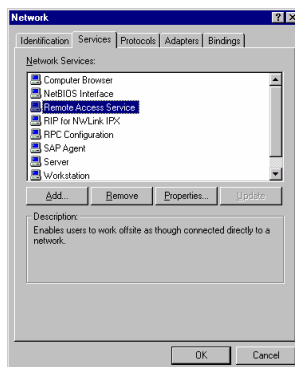 Network
Identification Services Protocols Adapters Bindings
Network Services:
Computer Browser
NetBIOS Interface
Remote Access Service
RIP for NWLink IPX
RPC Configuration
SAP Agent
Server
Workstation
Add... Remove Properties... Update
Description:
Enables users to work offsite as though connected directly to a
network.
OK Cancel